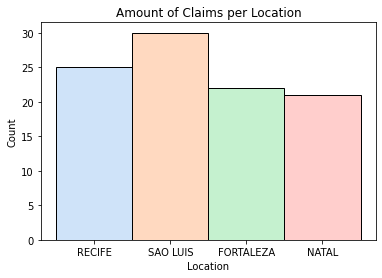 Amount of Claims per Location
30
25
20
15
10
5
0
Count
RECIFE SAO LUIS FORTALEZA NATAL
Location